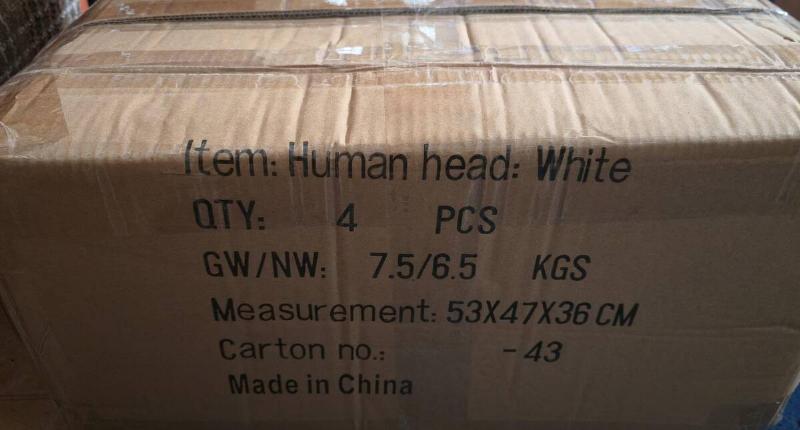 Item: Human head: White
QTY: 4 PCS
GW/NW: 7.5/6.5 KGS
Measurement: 53X47X36 CM
Carton no.: - 43
Made in China